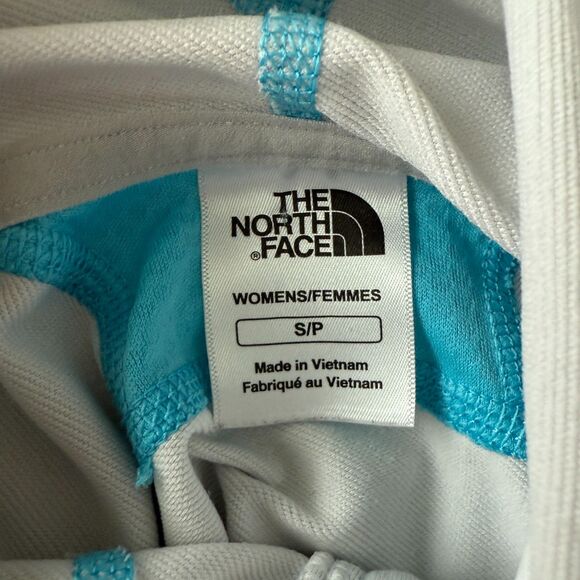 THE
NORTH
®FACE
WOMENS/FEMMES
S/P
Made in Vietnam
Fabriqué au Vietnam